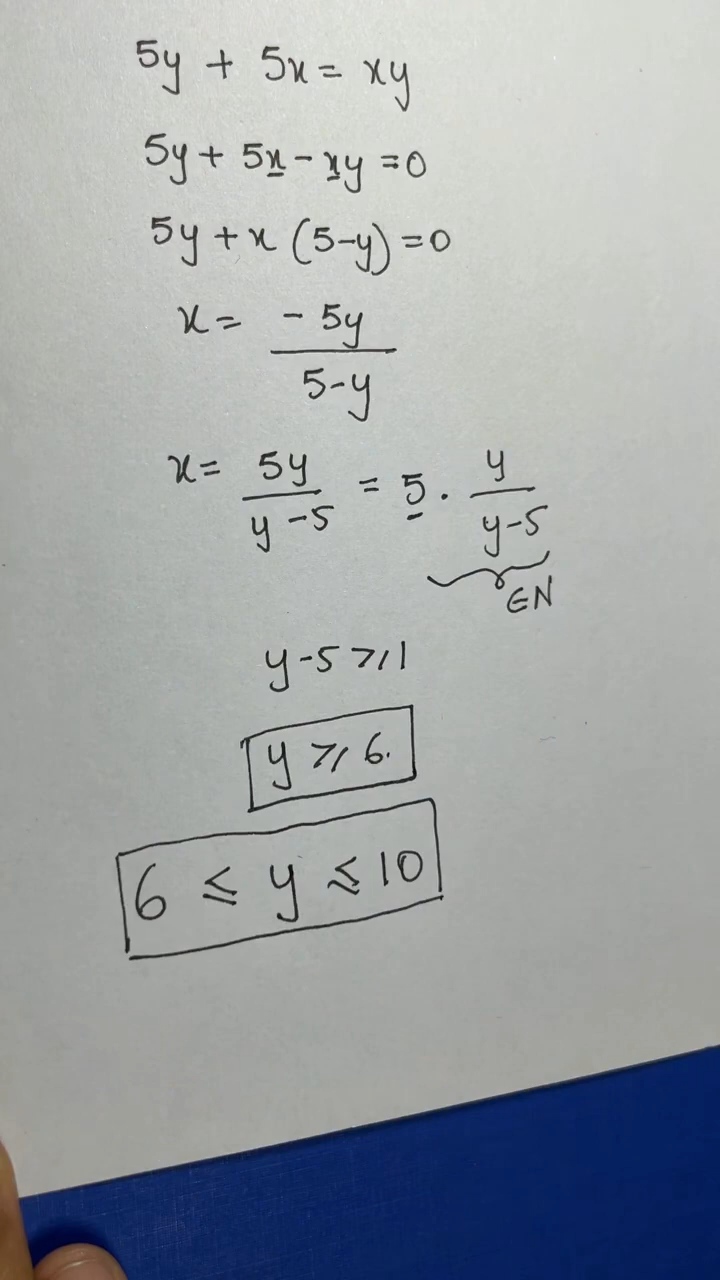 5y + 5x = xy
5y + 5x - xy = 0
5y + x (5-y) = 0
x = -5y / 5-y
x = 5y / y-5 = 5 · y / y-5
∈N
y-5 ⩾ 1
y ⩾ 6.
6 ⩽ y ⩽ 10